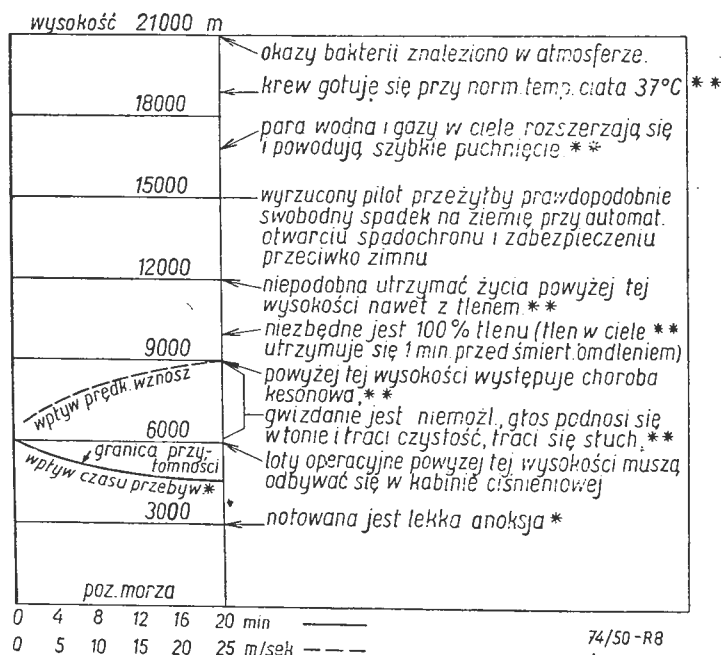 wysokość 21000 m
okazy bakterii znaleziono w atmosferze.
krew gotuje się przy norm. temp. ciała 37°C **
18000
para wodna i gazy w ciele rozszerzają się
i powodują szybkie puchnięcie **
15000
wyrzucony pilot przeżyłby prawdopodobnie
swobodny spadek na ziemię przy automat.
otwarciu spadochronu i zabezpieczeniu
przeciwko zimnu
12000
niepodobna utrzymać życia powyżej tej
wysokości nawet z tlenem **
niezbędne jest 100% tlenu (tlen w ciele **
utrzymuje się 1 min. przed śmiert. omdleniem)
9000
powyżej tej wysokości występuje choroba
kesonowa, **
wpływ prędk. wznosz
gwizdanie jest niemożl., głos podnosi się
w tonie i traci czystość, traci się słuch, **
6000
loty operacyjne powyzej tej wysokości muszą
odbywać się w kabinie ciśnieniowej
granica przy-
tomności
wpływ czasu przebyw*
3000
notowana jest lekka anoksja *
poz. morza
0 4 8 12 16 20 min
0 5 10 15 20 25 m/sek
74/50-R8